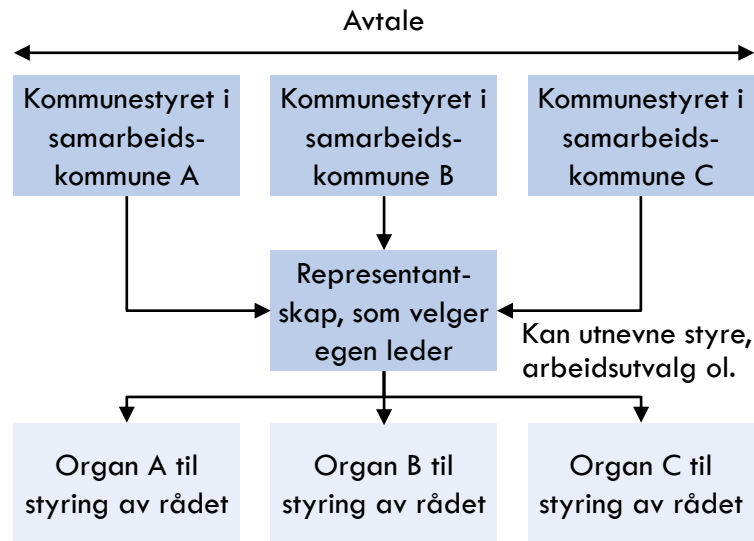 Avtale
Kommunestyret i
samarbeids-
kommune A
Kommunestyret i
samarbeids-
kommune B
Kommunestyret i
samarbeids-
kommune C
Representant-
skap, som velger
egen leder
Kan utnevne styre,
arbeidsutvalg ol.
Organ A til
styring av rådet
Organ B til
styring av rådet
Organ C til
styring av rådet